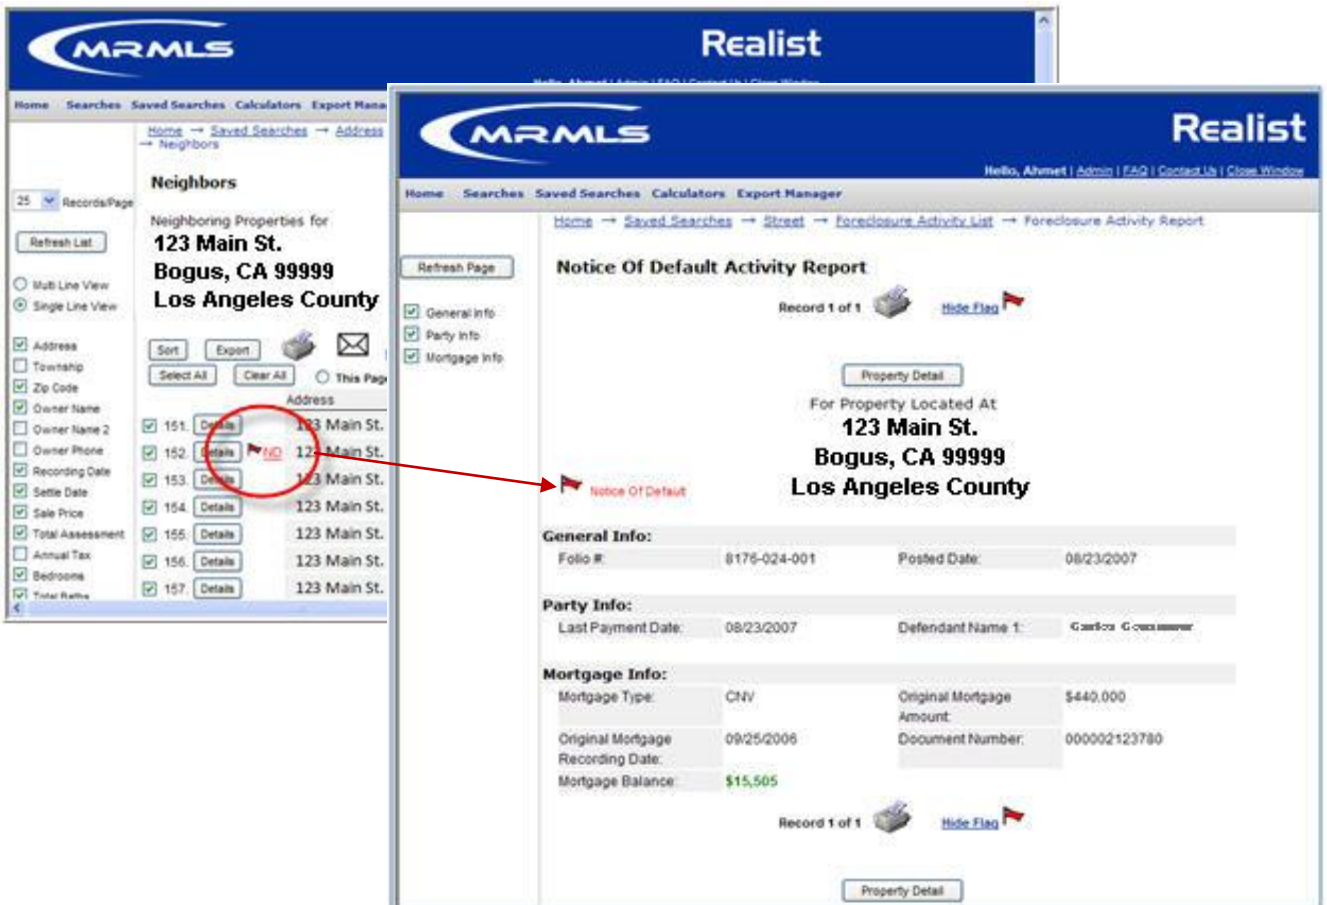 MRMLS
Realist
Hello, Ahmet | Admin | FAQ | Contact Us | Close Window
Home Searches Saved Searches Calculators Export Mana
Home → Saved Searches → Address
→ Neighbors
25 Records/Page
Refresh List
Multi Line View
Single Line View
Address
Township
Zip Code
Owner Name
Owner Name 2
Owner Phone
Recording Date
Settle Date
Sale Price
Total Assessment
Annual Tax
Bedrooms
Total Baths
Neighbors
Neighboring Properties for
123 Main St.
Bogus, CA 99999
Los Angeles County
Sort Export
Select All Clear All This Page
Address
151. Details 123 Main St.
152. Details ND 123 Main St.
153. Details 123 Main St.
154. Details 123 Main St.
155. Details 123 Main St.
156. Details 123 Main St.
157. Details 123 Main St.
MRMLS
Realist
Hello, Ahmet | Admin | FAQ | Contact Us | Close Window
Home Searches Saved Searches Calculators Export Manager
Home → Saved Searches → Street → Foreclosure Activity List → Foreclosure Activity Report
Refresh Page
General Info
Party Info
Mortgage Info
Notice Of Default Activity Report
Record 1 of 1 Hide Flag
Property Detail
For Property Located At
123 Main St.
Bogus, CA 99999
Los Angeles County
Notice Of Default
General Info:
Folio #: 8176-024-001 Posted Date: 08/23/2007
Party Info:
Last Payment Date: 08/23/2007 Defendant Name 1:
Mortgage Info:
Mortgage Type: CNV Original Mortgage Amount: $440,000
Original Mortgage Recording Date: 09/25/2006 Document Number: 000002123780
Mortgage Balance: $15,505
Record 1 of 1 Hide Flag
Property Detail